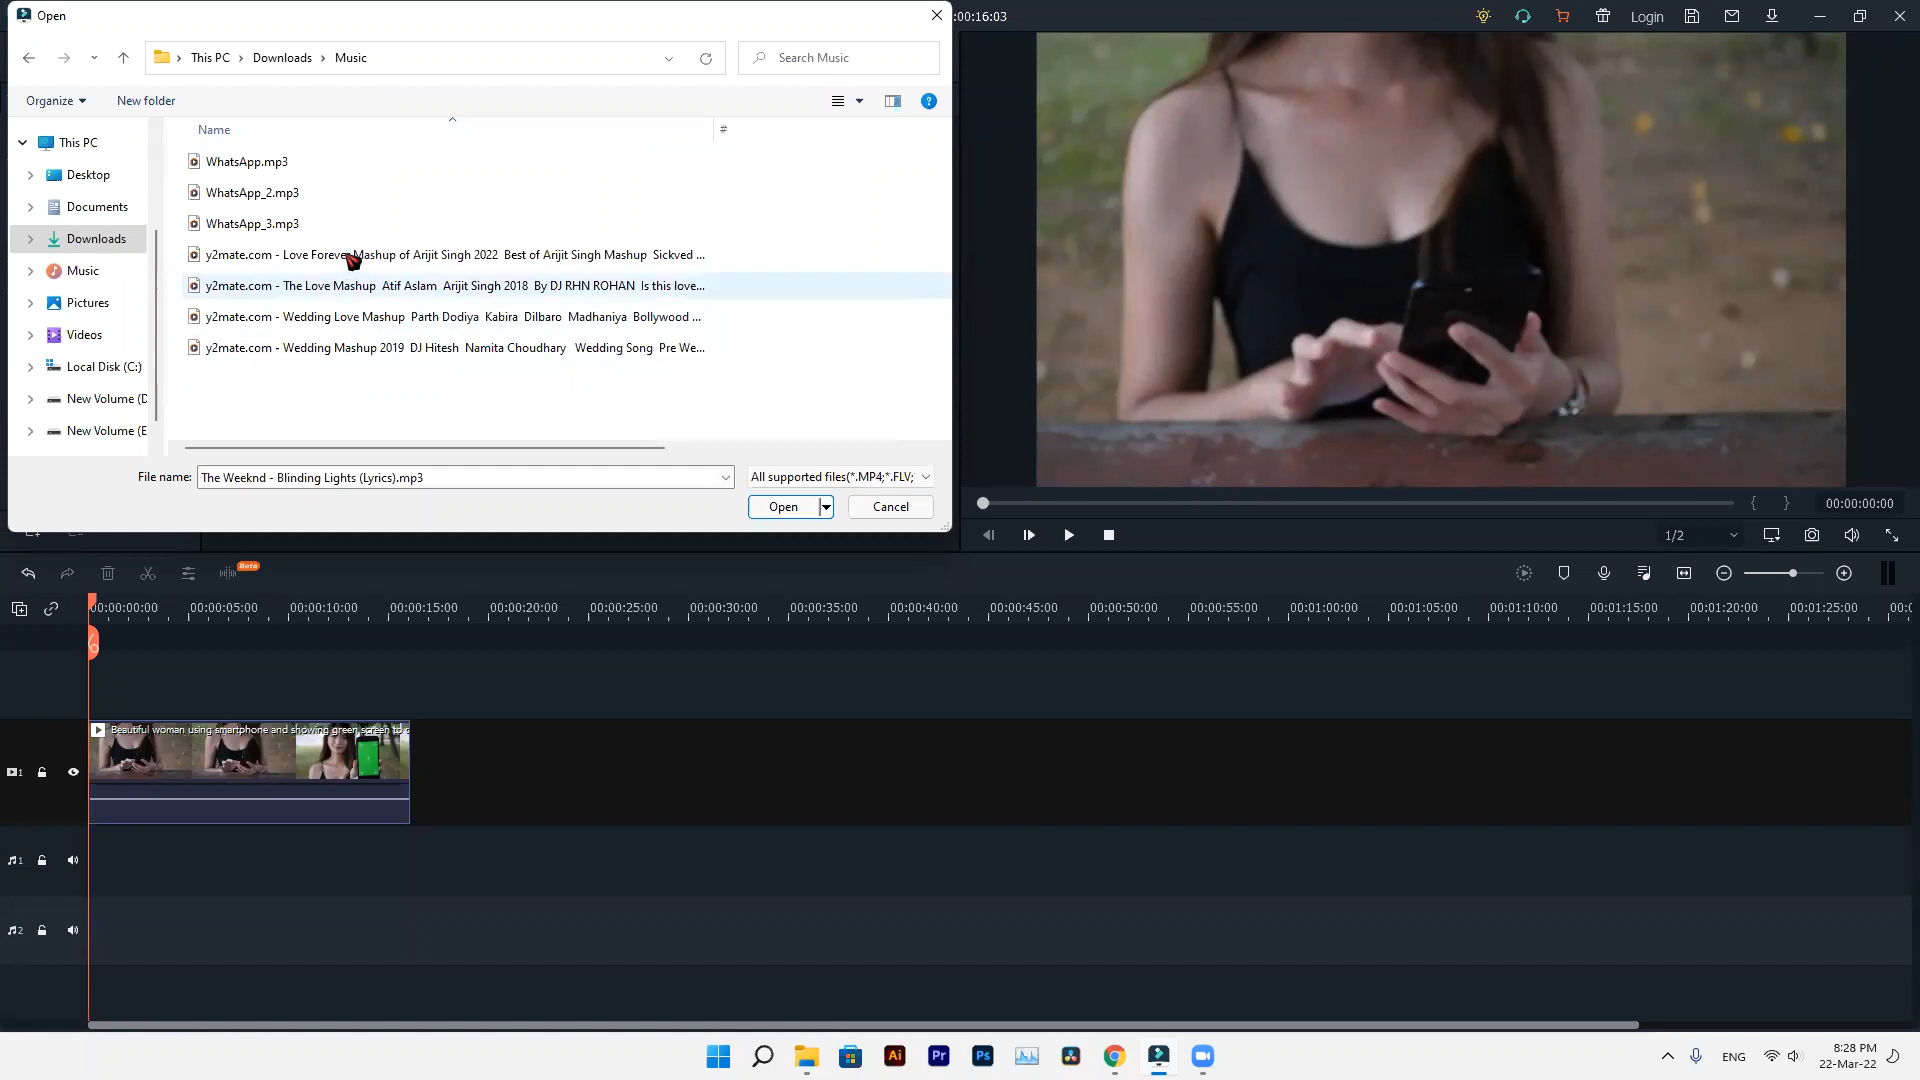 Open
00:00:16:03
Login
This PC > Downloads > Music
Search Music
Organize
New folder
Name
#
This PC
Desktop
Documents
Downloads
Music
Pictures
Videos
Local Disk (C:)
New Volume (D
New Volume (E
WhatsApp.mp3
WhatsApp_2.mp3
WhatsApp_3.mp3
y2mate.com - Love Forever Mashup of Arijit Singh 2022 Best of Arijit Singh Mashup Sickved ...
y2mate.com - The Love Mashup Atif Aslam Arijit Singh 2018 By DJ RHN ROHAN Is this love...
y2mate.com - Wedding Love Mashup Parth Dodiya Kabira Dilbaro Madhaniya Bollywood ...
y2mate.com - Wedding Mashup 2019 DJ Hitesh Namita Choudhary Wedding Song Pre We...
File name: The Weeknd - Blinding Lights (Lyrics).mp3
All supported files(*.MP4;*.FLV;
Open
Cancel
{ } 00:00:00:00
1/2
Beta
00:00:00:00 00:00:05:00 00:00:10:00 00:00:15:00 00:00:20:00 00:00:25:00 00:00:30:00 00:00:35:00 00:00:40:00 00:00:45:00 00:00:50:00 00:00:55:00 00:01:00:00 00:01:05:00 00:01:10:00 00:01:15:00 00:01:20:00 00:01:25:00
Beautiful woman using smartphone and showing green screen to c
1
1
2
Ai
Pr
Ps
ENG
8:28 PM
22-Mar-22